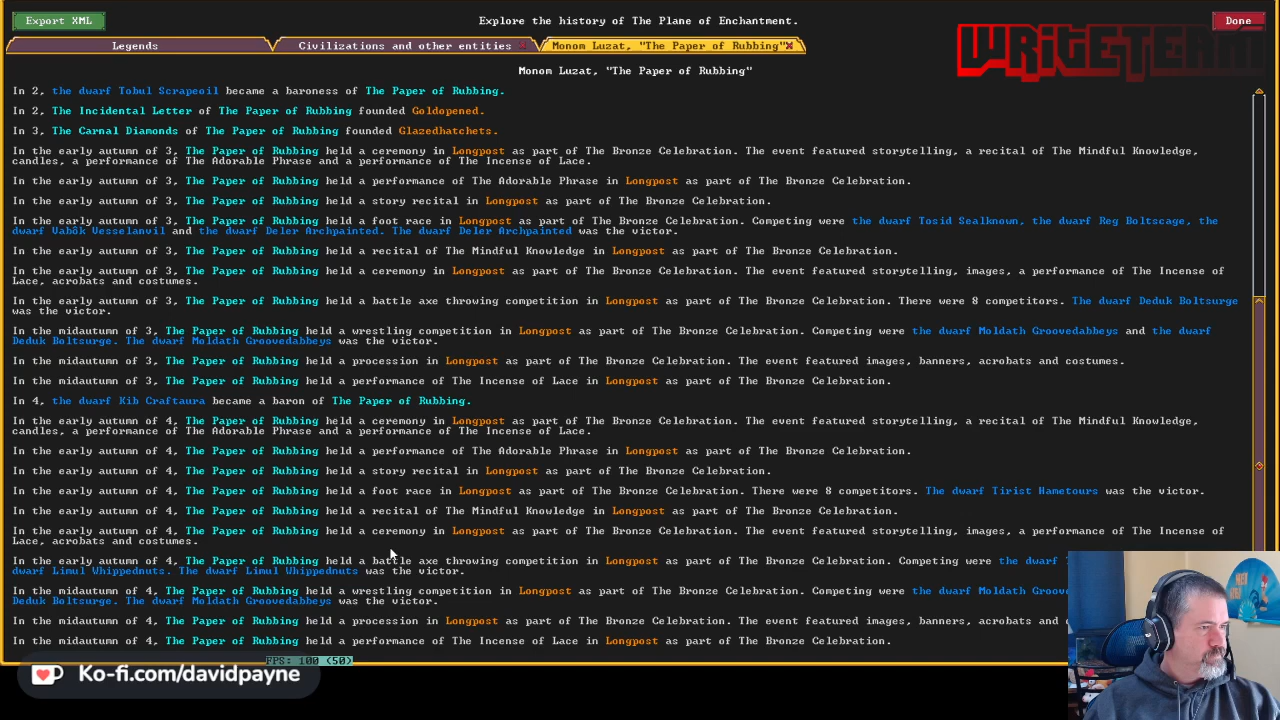 Export XML
Explore the history of The Plane of Enchantment.
Done
Legends
Civilizations and other entities
Monom Luzat, "The Paper of Rubbing"
WRITETEAM
Monom Luzat, "The Paper of Rubbing"
In 2, the dwarf Tobul Scrapeoil became a baroness of The Paper of Rubbing.
In 2, The Incidental Letter of The Paper of Rubbing founded Goldopened.
In 3, The Carnal Diamonds of The Paper of Rubbing founded Glazedhatchets.
In the early autumn of 3, The Paper of Rubbing held a ceremony in Longpost as part of The Bronze Celebration. The event featured storytelling, a recital of The Mindful Knowledge,
candles, a performance of The Adorable Phrase and a performance of The Incense of Lace.
In the early autumn of 3, The Paper of Rubbing held a performance of The Adorable Phrase in Longpost as part of The Bronze Celebration.
In the early autumn of 3, The Paper of Rubbing held a story recital in Longpost as part of The Bronze Celebration.
In the early autumn of 3, The Paper of Rubbing held a foot race in Longpost as part of The Bronze Celebration. Competing were the dwarf Tosid Sealknown, the dwarf Reg Boltscage, the
dwarf Vabôk Vesselanvil and the dwarf Deler Archpainted. The dwarf Deler Archpainted was the victor.
In the early autumn of 3, The Paper of Rubbing held a recital of The Mindful Knowledge in Longpost as part of The Bronze Celebration.
In the early autumn of 3, The Paper of Rubbing held a ceremony in Longpost as part of The Bronze Celebration. The event featured storytelling, images, a performance of The Incense of
Lace, acrobats and costumes.
In the early autumn of 3, The Paper of Rubbing held a battle axe throwing competition in Longpost as part of The Bronze Celebration. There were 8 competitors. The dwarf Deduk Boltsurge
was the victor.
In the midautumn of 3, The Paper of Rubbing held a wrestling competition in Longpost as part of The Bronze Celebration. Competing were the dwarf Moldath Groovedabbeys and the dwarf
Deduk Boltsurge. The dwarf Moldath Groovedabbeys was the victor.
In the midautumn of 3, The Paper of Rubbing held a procession in Longpost as part of The Bronze Celebration. The event featured images, banners, acrobats and costumes.
In the midautumn of 3, The Paper of Rubbing held a performance of The Incense of Lace in Longpost as part of The Bronze Celebration.
In 4, the dwarf Kib Craftaura became a baron of The Paper of Rubbing.
In the early autumn of 4, The Paper of Rubbing held a ceremony in Longpost as part of The Bronze Celebration. The event featured storytelling, a recital of The Mindful Knowledge,
candles, a performance of The Adorable Phrase and a performance of The Incense of Lace.
In the early autumn of 4, The Paper of Rubbing held a performance of The Adorable Phrase in Longpost as part of The Bronze Celebration.
In the early autumn of 4, The Paper of Rubbing held a story recital in Longpost as part of The Bronze Celebration.
In the early autumn of 4, The Paper of Rubbing held a foot race in Longpost as part of The Bronze Celebration. There were 8 competitors. The dwarf Tirist Hametours was the victor.
In the early autumn of 4, The Paper of Rubbing held a recital of The Mindful Knowledge in Longpost as part of The Bronze Celebration.
In the early autumn of 4, The Paper of Rubbing held a ceremony in Longpost as part of The Bronze Celebration. The event featured storytelling, images, a performance of The Incense of
Lace, acrobats and costumes.
In the early autumn of 4, The Paper of Rubbing held a battle axe throwing competition in Longpost as part of The Bronze Celebration. Competing were the dwarf
dwarf Limul Whippednuts. The dwarf Limul Whippednuts was the victor.
In the midautumn of 4, The Paper of Rubbing held a wrestling competition in Longpost as part of The Bronze Celebration. Competing were the dwarf Moldath
Deduk Boltsurge. The dwarf Moldath Groovedabbeys was the victor.
In the midautumn of 4, The Paper of Rubbing held a procession in Longpost as part of The Bronze Celebration. The event featured images, banners, acrobats and
In the midautumn of 4, The Paper of Rubbing held a performance of The Incense of Lace in Longpost as part of The Bronze Celebration.
FPS: 100 (50)
Ko-fi.com/davidpayne